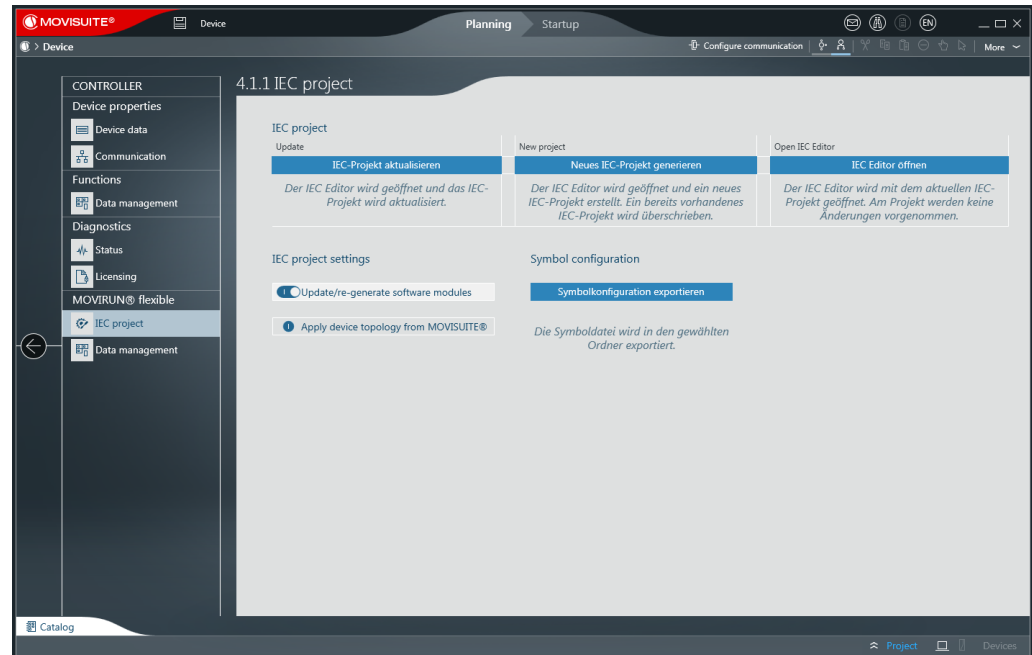 MOVISUITE®
Device
Planning
Startup
EN
> Device
Configure communication
More
CONTROLLER
Device properties
Device data
Communication
Functions
Data management
Diagnostics
Status
Licensing
MOVIRUN® flexible
IEC project
Data management
4.1.1 IEC project
IEC project
Update
New project
Open IEC Editor
IEC-Projekt aktualisieren
Neues IEC-Projekt generieren
IEC Editor öffnen
Der IEC Editor wird geöffnet und das IEC-
Projekt wird aktualisiert.
Der IEC Editor wird geöffnet und ein neues
IEC-Projekt erstellt. Ein bereits vorhandenes
IEC-Projekt wird überschrieben.
Der IEC Editor wird mit dem aktuellen IEC-
Projekt geöffnet. Am Projekt werden keine
Änderungen vorgenommen.
IEC project settings
Symbol configuration
Update/re-generate software modules
Symbolkonfiguration exportieren
Apply device topology from MOVISUITE®
Die Symboldatei wird in den gewählten
Ordner exportiert.
Catalog
Project
Devices